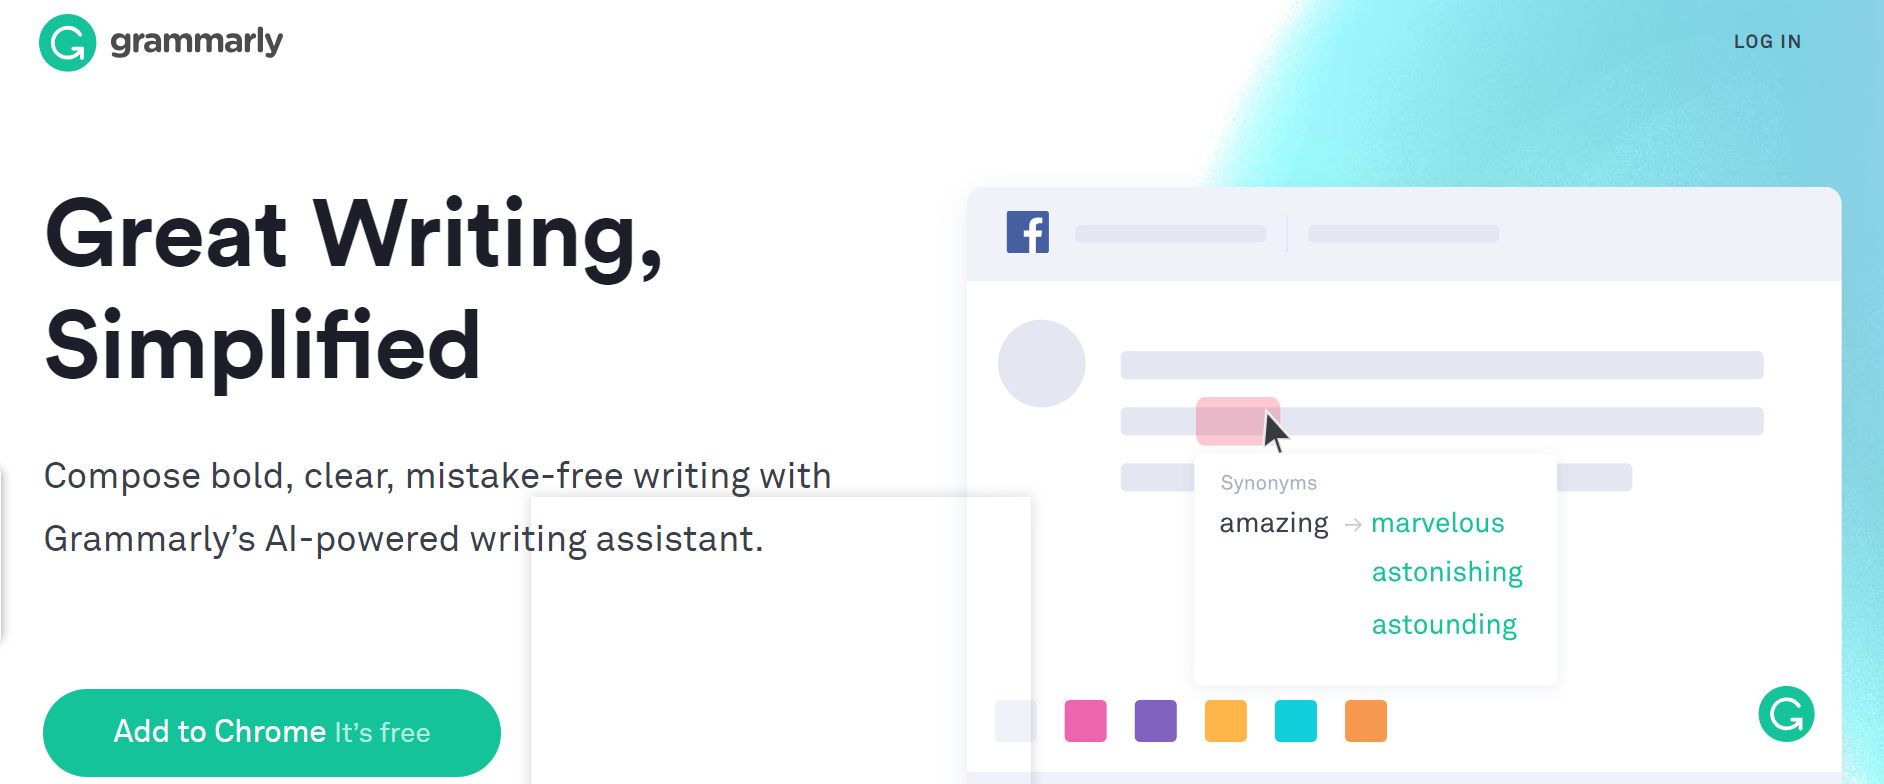 grammarly
LOG IN
Great Writing,
Simplified
Compose bold, clear, mistake-free writing with
Grammarly’s AI-powered writing assistant.
Add to Chrome It’s free
Synonyms
amazing → marvelous
astonishing
astounding